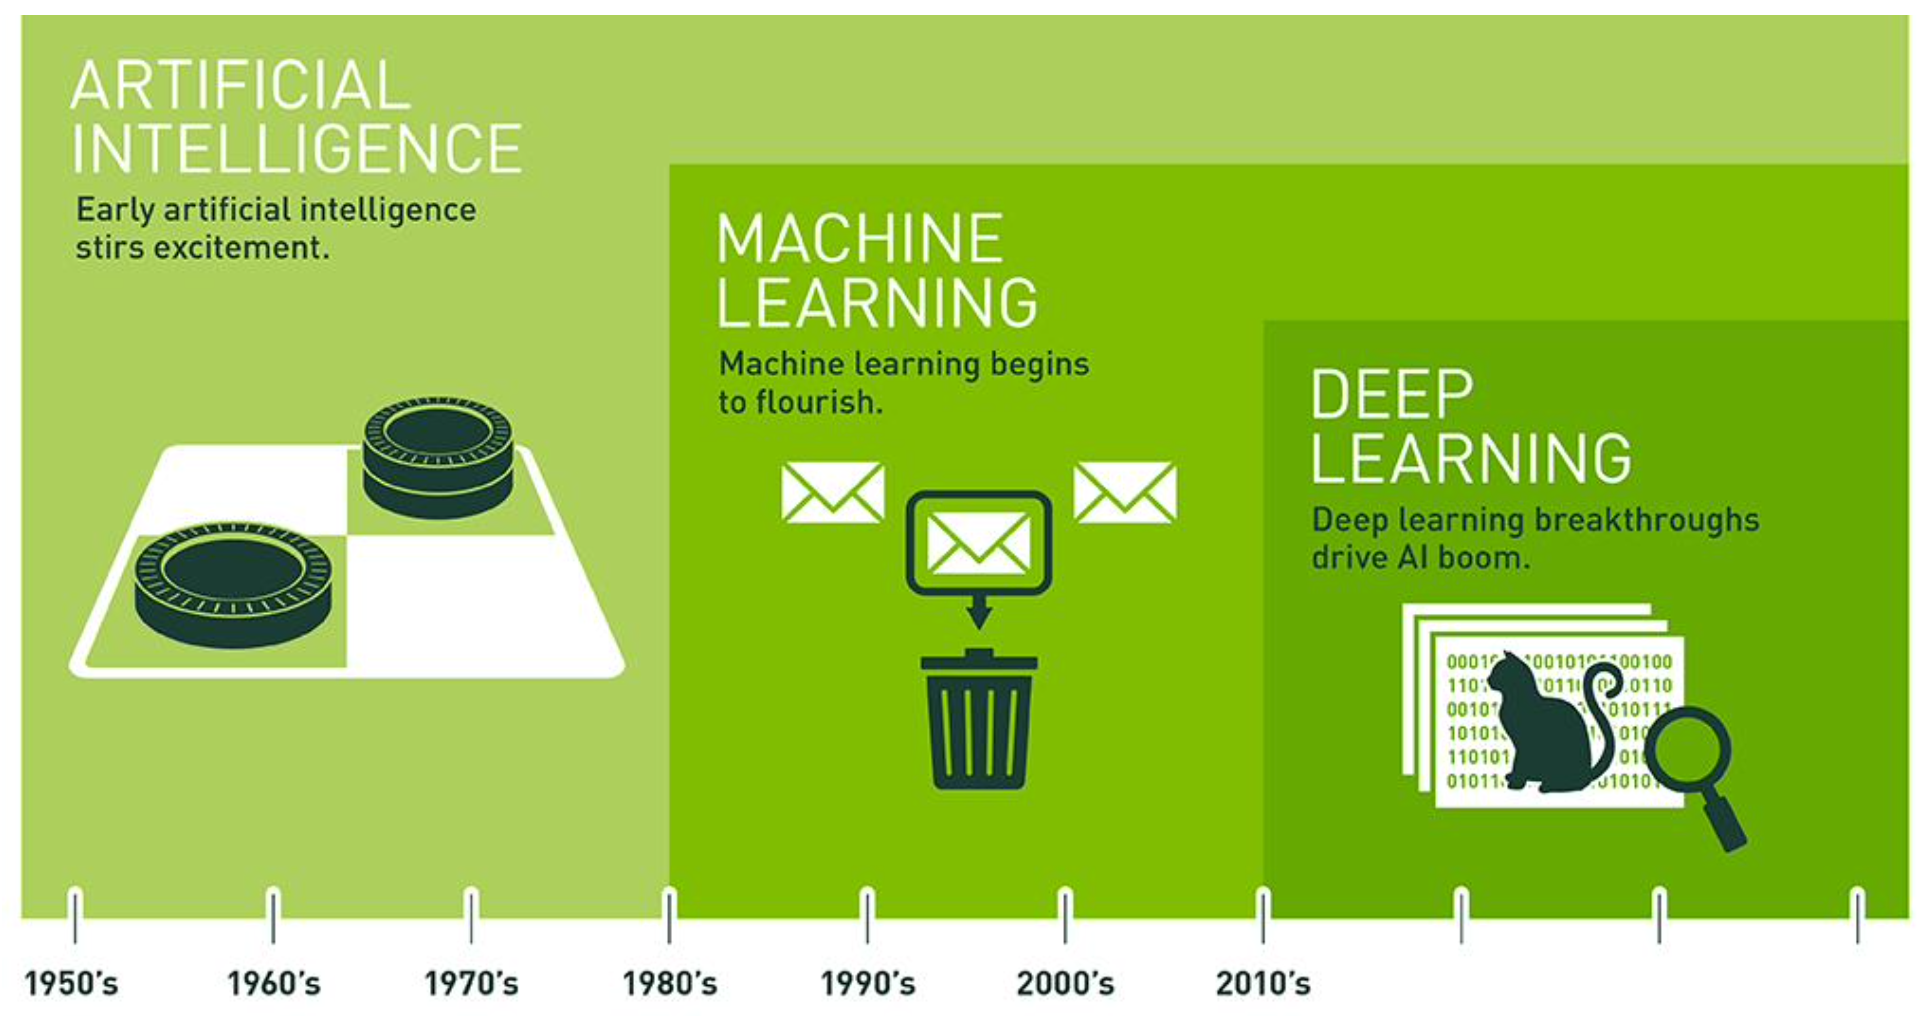 ARTIFICIAL
INTELLIGENCE
Early artificial intelligence
stirs excitement.
MACHINE
LEARNING
Machine learning begins
to flourish.
DEEP
LEARNING
Deep learning breakthroughs
drive AI boom.
1950's 1960's 1970's 1980's 1990's 2000's 2010's